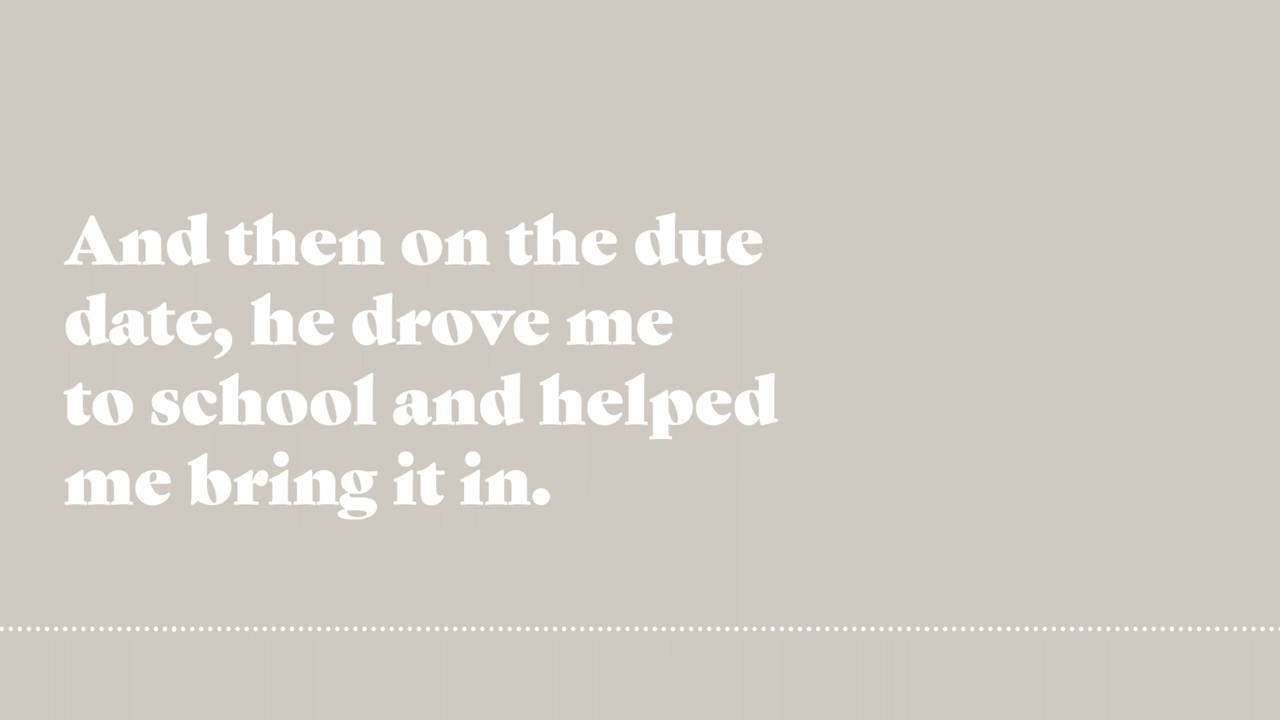 And then on the due
date, he drove me
to school and helped
me bring it in.